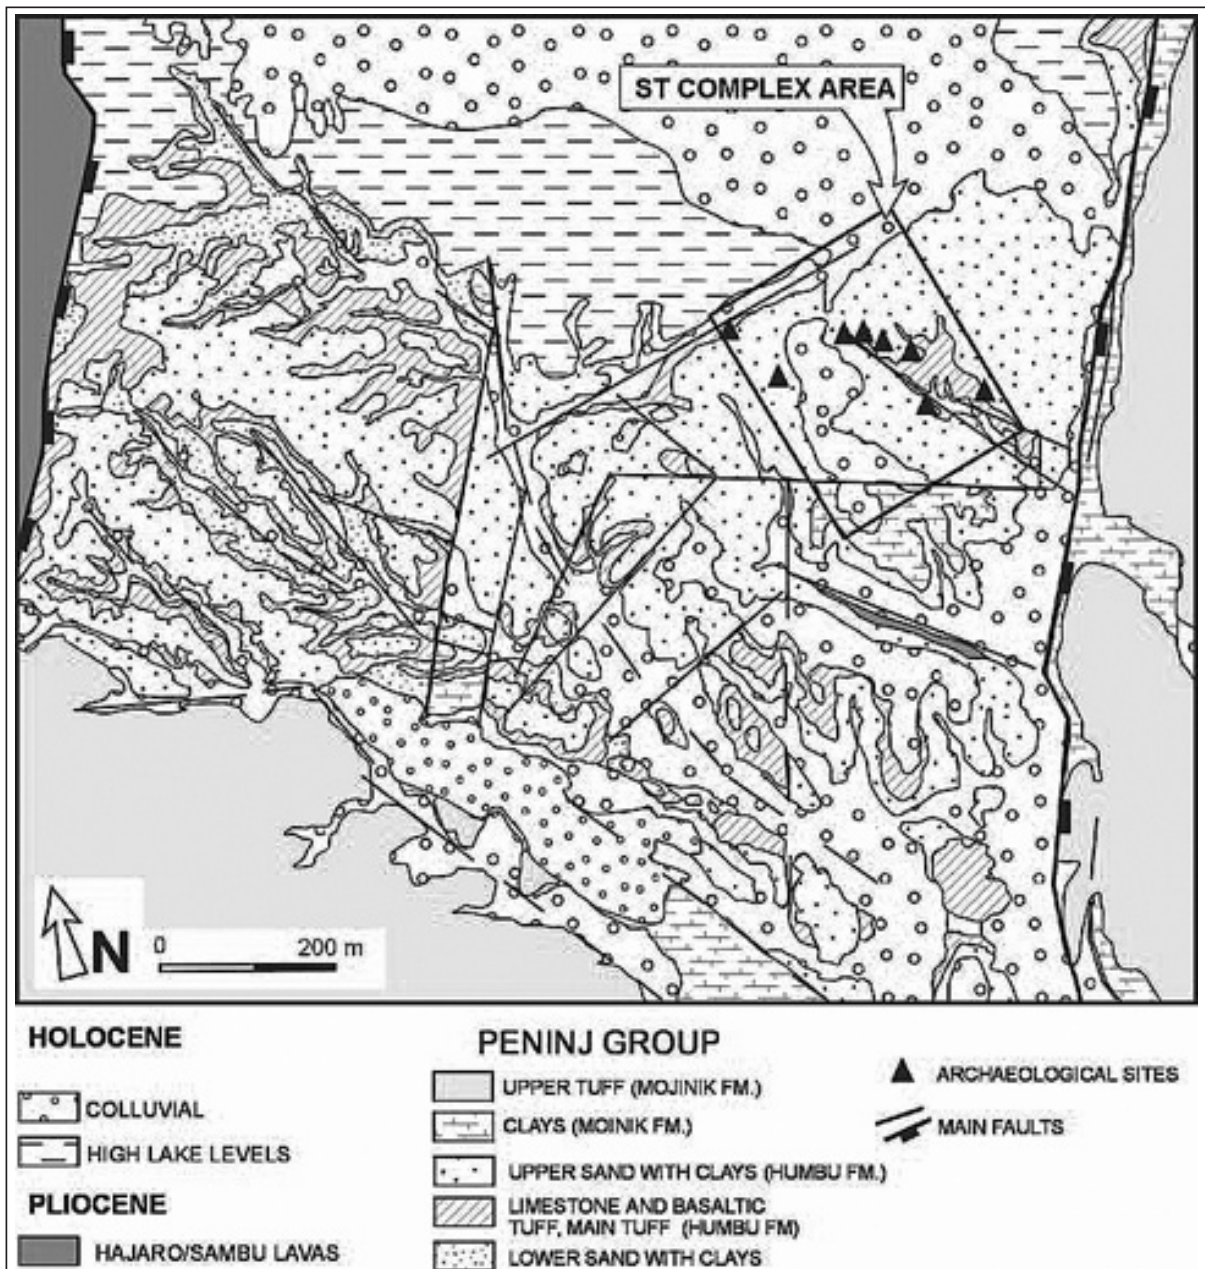 ST COMPLEX AREA
N
0 200 m
HOLOCENE
COLLUVIAL
HIGH LAKE LEVELS
PLIOCENE
HAJARO/SAMBU LAVAS
PENINJ GROUP
UPPER TUFF (MOJINIK FM.)
CLAYS (MOINIK FM.)
UPPER SAND WITH CLAYS (HUMBU FM.)
LIMESTONE AND BASALTIC
TUFF, MAIN TUFF (HUMBU FM)
LOWER SAND WITH CLAYS
ARCHAEOLOGICAL SITES
MAIN FAULTS